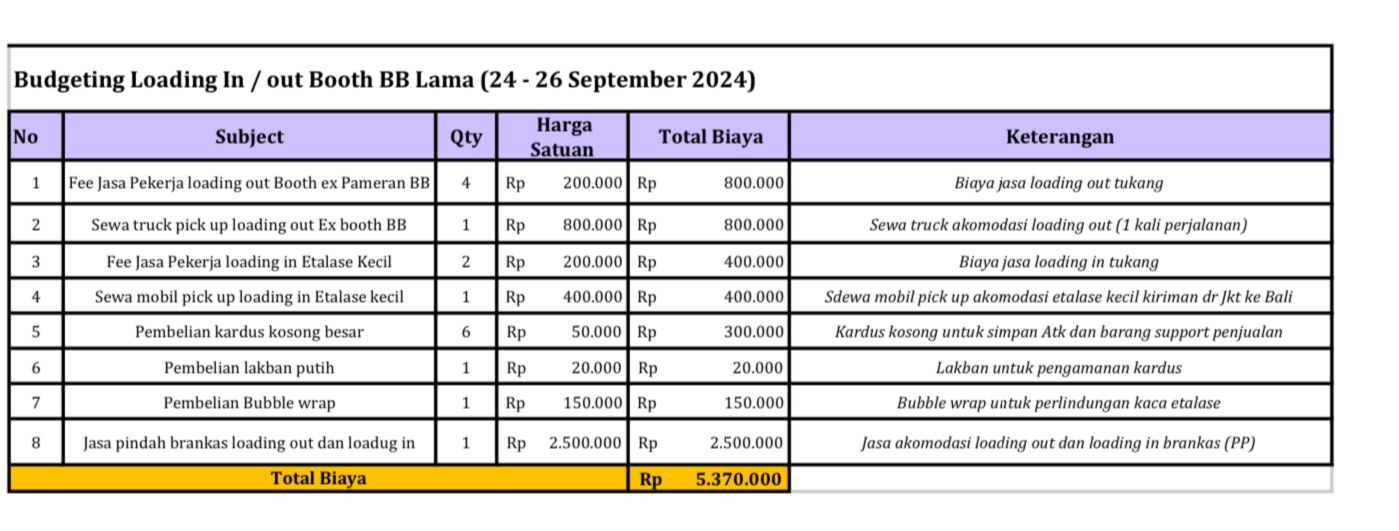 Budgeting Loading In / out Booth BB Lama (24 - 26 September 2024)
No Subject Qty Harga Satuan Total Biaya Keterangan
1 Fee Jasa Pekerja loading out Booth ex Pameran BB 4 Rp 200.000 Rp 800.000 Biaya jasa loading out tukang
2 Sewa truck pick up loading out Ex booth BB 1 Rp 800.000 Rp 800.000 Sewa truck akomodasi loading out (1 kali perjalanan)
3 Fee Jasa Pekerja loading in Etalase Kecil 2 Rp 200.000 Rp 400.000 Biaya jasa loading in tukang
4 Sewa mobil pick up loading in Etalase kecil 1 Rp 400.000 Rp 400.000 Sdewa mobil pick up akomodasi etalase kecil kiriman dr Jkt ke Bali
5 Pembelian kardus kosong besar 6 Rp 50.000 Rp 300.000 Kardus kosong untuk simpan Atk dan barang support penjualan
6 Pembelian lakban putih 1 Rp 20.000 Rp 20.000 Lakban untuk pengamanan kardus
7 Pembelian Bubble wrap 1 Rp 150.000 Rp 150.000 Bubble wrap untuk perlindungan kaca etalase
8 Jasa pindah brankas loading out dan loadug in 1 Rp 2.500.000 Rp 2.500.000 Jasa akomodasi loading out dan loading in brankas (PP)
Total Biaya Rp 5.370.000